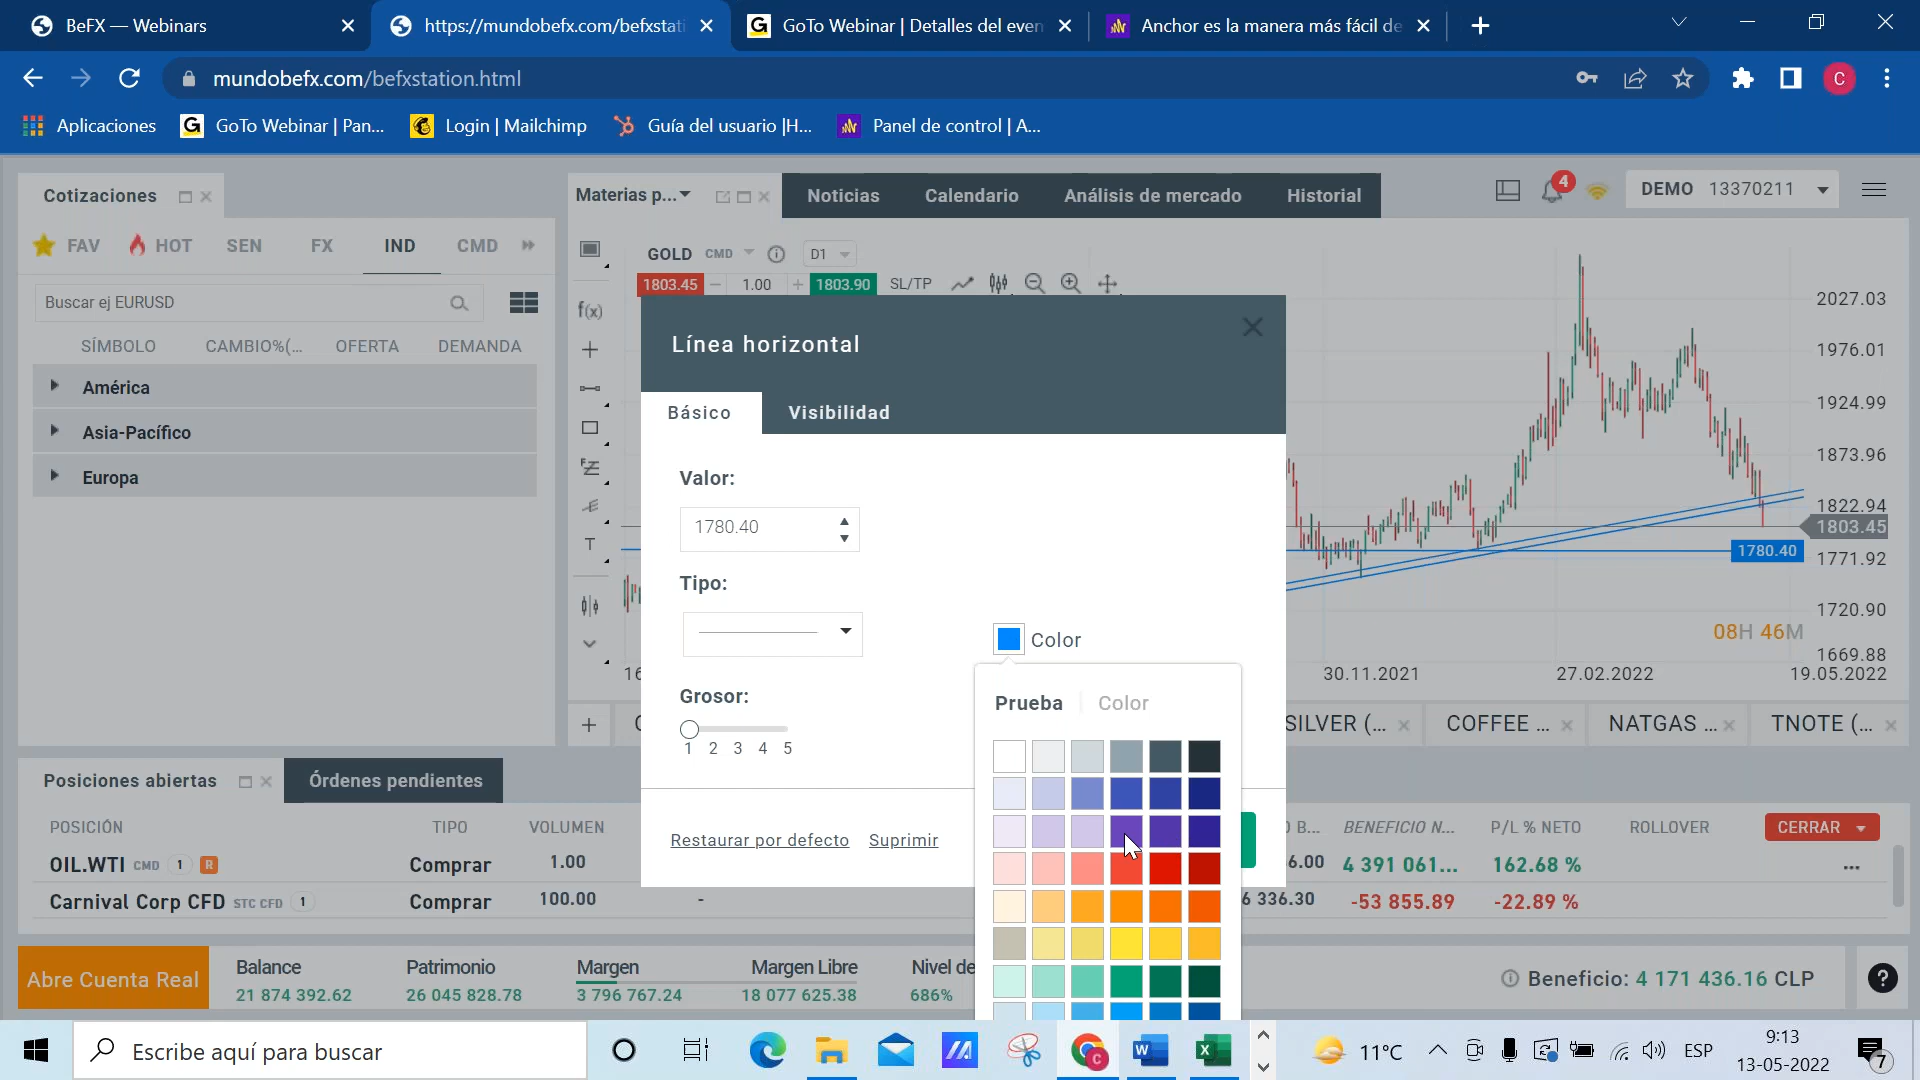 BeFX — Webinars
https://mundobefx.com/befxstati
GoTo Webinar | Detalles del even
Anchor es la manera más fácil de
mundobefx.com/befxstation.html
C
Aplicaciones
GoTo Webinar | Pan...
Login | Mailchimp
Guía del usuario |H...
Panel de control | A...
Cotizaciones
Materias p...
Noticias
Calendario
Análisis de mercado
Historial
4
DEMO 13370211
FAV
HOT
SEN
FX
IND
CMD
GOLD CMD
D1
Buscar ej EURUSD
1803.45
1.00
1803.90
SL/TP
SÍMBOLO
CAMBIO%(...
OFERTA
DEMANDA
América
Asia-Pacífico
Europa
f(x)
T
Línea horizontal
Básico
Visibilidad
Valor:
1780.40
Tipo:
Color
Grosor:
1 2 3 4 5
Prueba
Color
Restaurar por defecto
Suprimir
2027.03
1976.01
1924.99
1873.96
1822.94
1803.45
1780.40
1771.92
1720.90
08H 46M
1669.88
30.11.2021
27.02.2022
19.05.2022
SILVER (...
COFFEE ...
NATGAS ...
TNOTE (...
Posiciones abiertas
Órdenes pendientes
POSICIÓN
TIPO
VOLUMEN
BENEFICIO N...
P/L % NETO
ROLLOVER
CERRAR
OIL.WTI CMD 1 R
Comprar
1.00
6.00
4 391 061...
162.68 %
Carnival Corp CFD STC CFD 1
Comprar
100.00
-
6 336.30
-53 855.89
-22.89 %
Abre Cuenta Real
Balance
21 874 392.62
Patrimonio
26 045 828.78
Margen
3 796 767.24
Margen Libre
18 077 625.38
Nivel de
686%
Beneficio: 4 171 436.16 CLP
?
Escribe aquí para buscar
11°C
ESP
9:13
13-05-2022
7